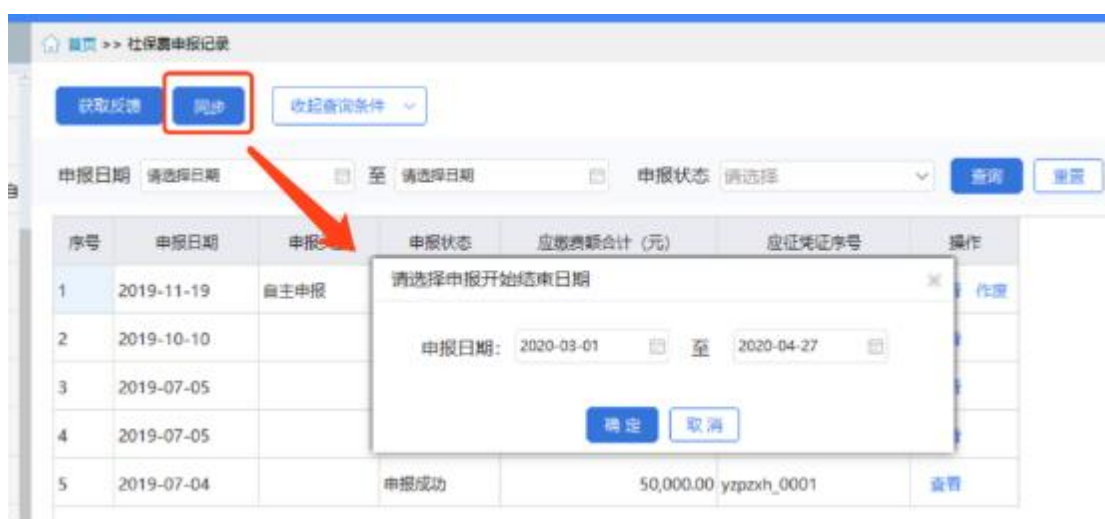 首页 >> 社保费申报记录
获取反馈 同步 收起查询条件
申报日期 请选择日期 至 请选择日期 申报状态 请选择 查询 重置
序号 申报日期 申报 申报状态 应缴费额合计（元） 应征凭证序号 操作
请选择申报开始结束日期
1 2019-11-19 自主申报 作废
2 2019-10-10
申报日期: 2020-03-01 至 2020-04-27
3 2019-07-05
确定 取消
4 2019-07-05
5 2019-07-04 申报成功 50,000.00 yzpzxh_0001 查看